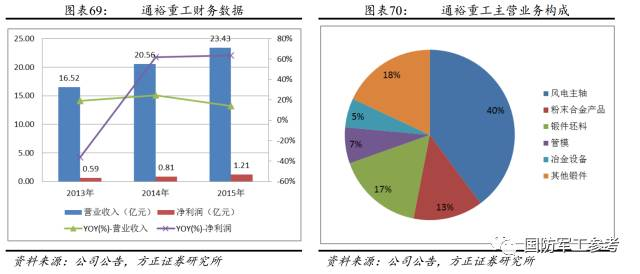 图表69： 通裕重工财务数据
25.00
20.00
15.00
10.00
5.00
0.00
80%
60%
40%
20%
0%
-20%
-40%
-60%
16.52
20.56
23.43
0.59
0.81
1.21
2013年
2014年
2015年
营业收入（亿元）
净利润（亿元）
YOY(%)-营业收入
YOY(%)-净利润
资料来源：公司公告，方正证券研究所
图表70： 通裕重工主营业务构成
40%
13%
17%
7%
5%
18%
风电主轴
粉末合金产品
锻件坯料
管模
冶金设备
其他锻件
资料来源：公司公告，方正证券研究所
国防军工参考